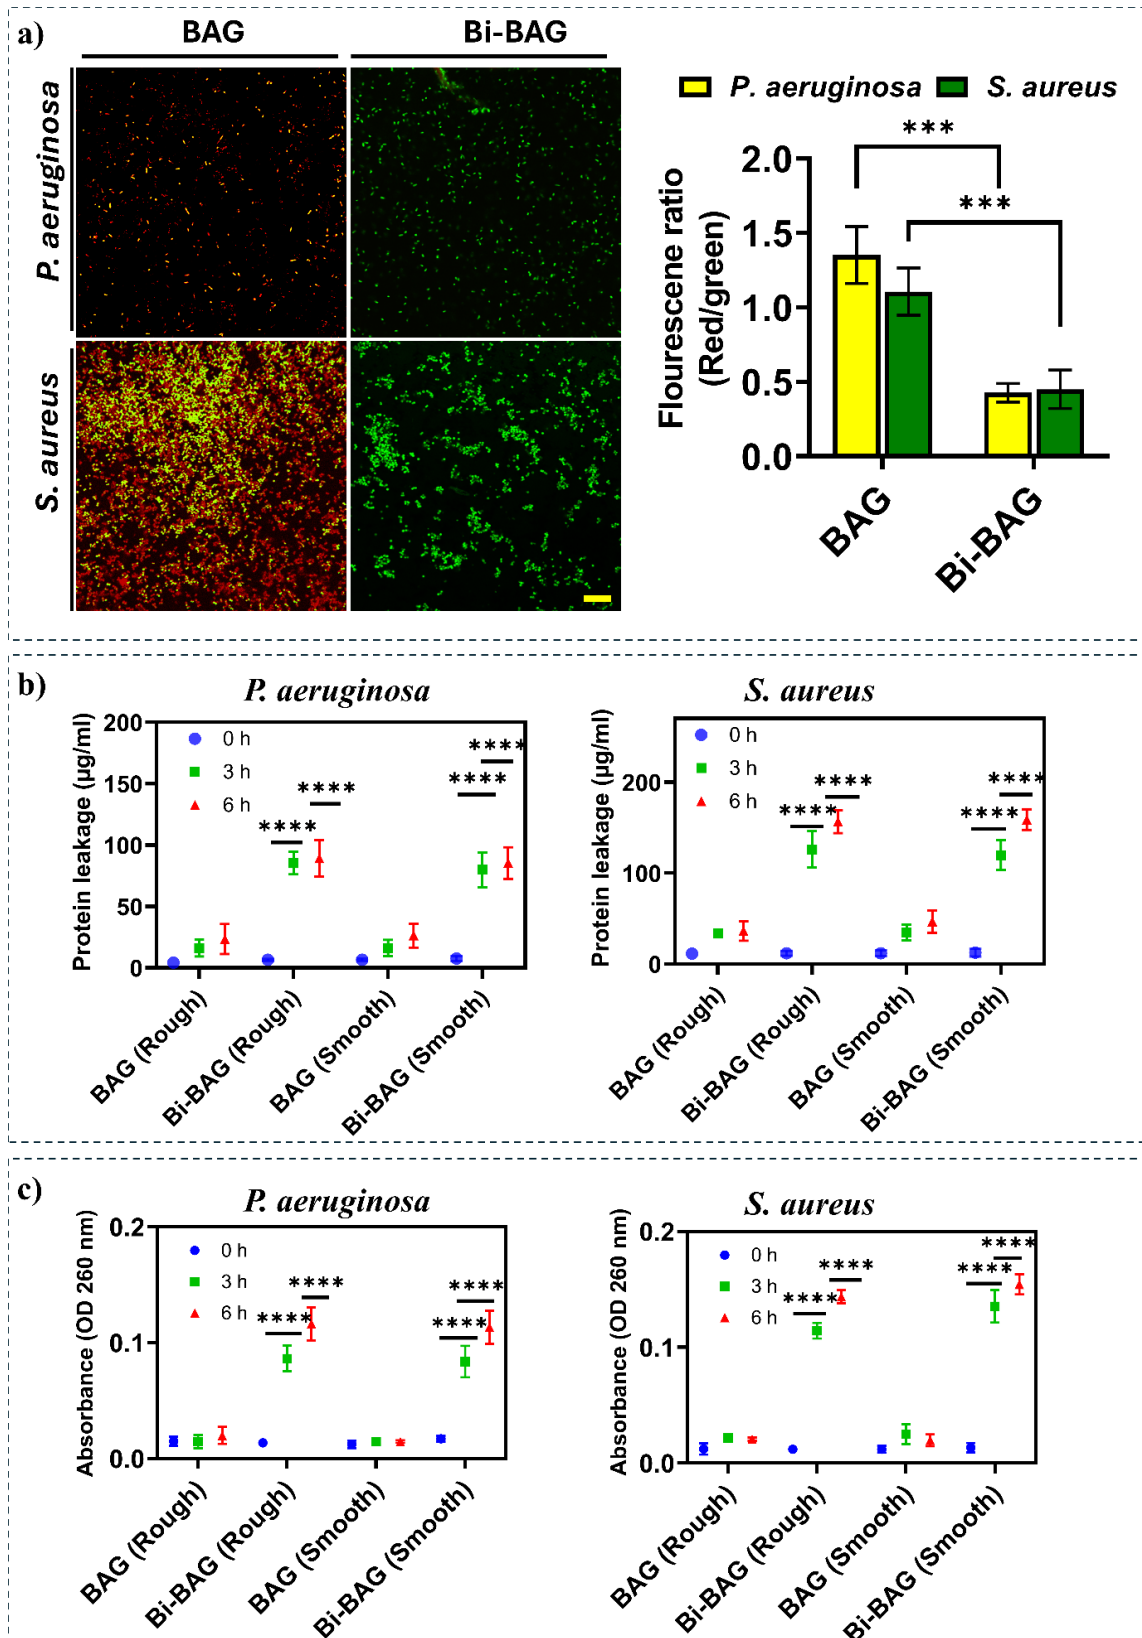 a)
BAG
Bi-BAG
P. aeruginosa
S. aureus
P. aeruginosa S. aureus
Flourescene ratio
(Red/green)
2.0
1.5
1.0
0.5
0.0
***
***
BAG
Bi-BAG
b)
P. aeruginosa
Protein leakage (µg/ml)
200
150
100
50
0
0 h
3 h
6 h
****
****
****
****
BAG (Rough)
Bi-BAG (Rough)
BAG (Smooth)
Bi-BAG (Smooth)
S. aureus
Protein leakage (µg/ml)
200
100
0
0 h
3 h
6 h
****
****
****
****
BAG (Rough)
Bi-BAG (Rough)
BAG (Smooth)
Bi-BAG (Smooth)
c)
P. aeruginosa
Absorbance (OD 260 nm)
0.2
0.1
0.0
0 h
3 h
6 h
****
****
****
****
BAG (Rough)
Bi-BAG (Rough)
BAG (Smooth)
Bi-BAG (Smooth)
S. aureus
Absorbance (OD 260 nm)
0.2
0.1
0.0
0 h
3 h
6 h
****
****
****
****
BAG (Rough)
Bi-BAG (Rough)
BAG (Smooth)
Bi-BAG (Smooth)